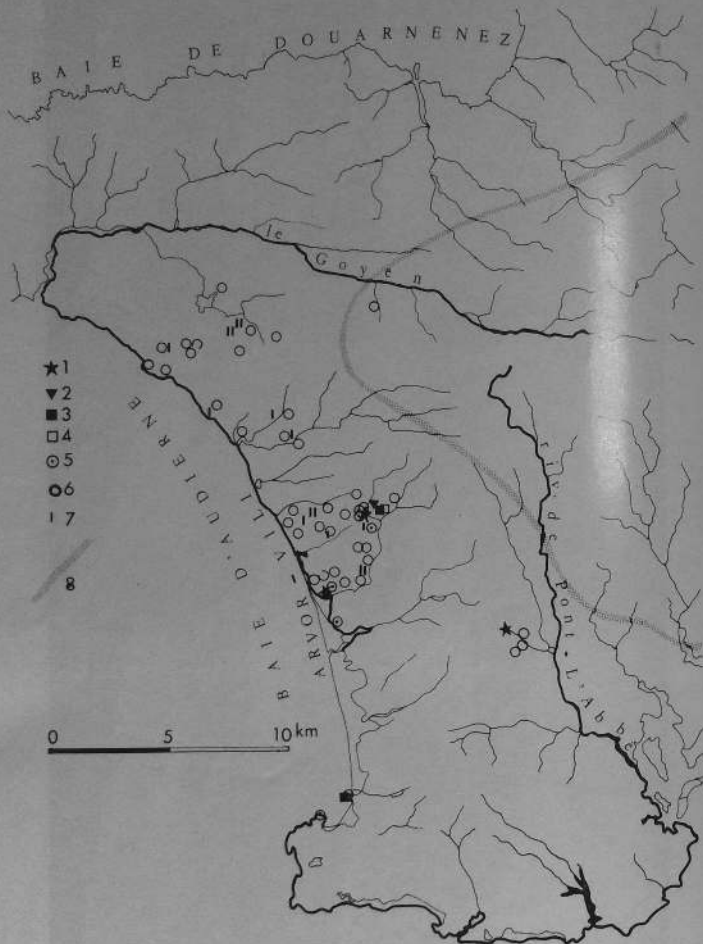 BAIE DE DOUARNENEZ
le Goyen
1
2
3
4
5
6
7
8
BAIE D'AUDIERNE
ARVOR-VILI
riv. de Pont-L'Abbé
0 5 10 km